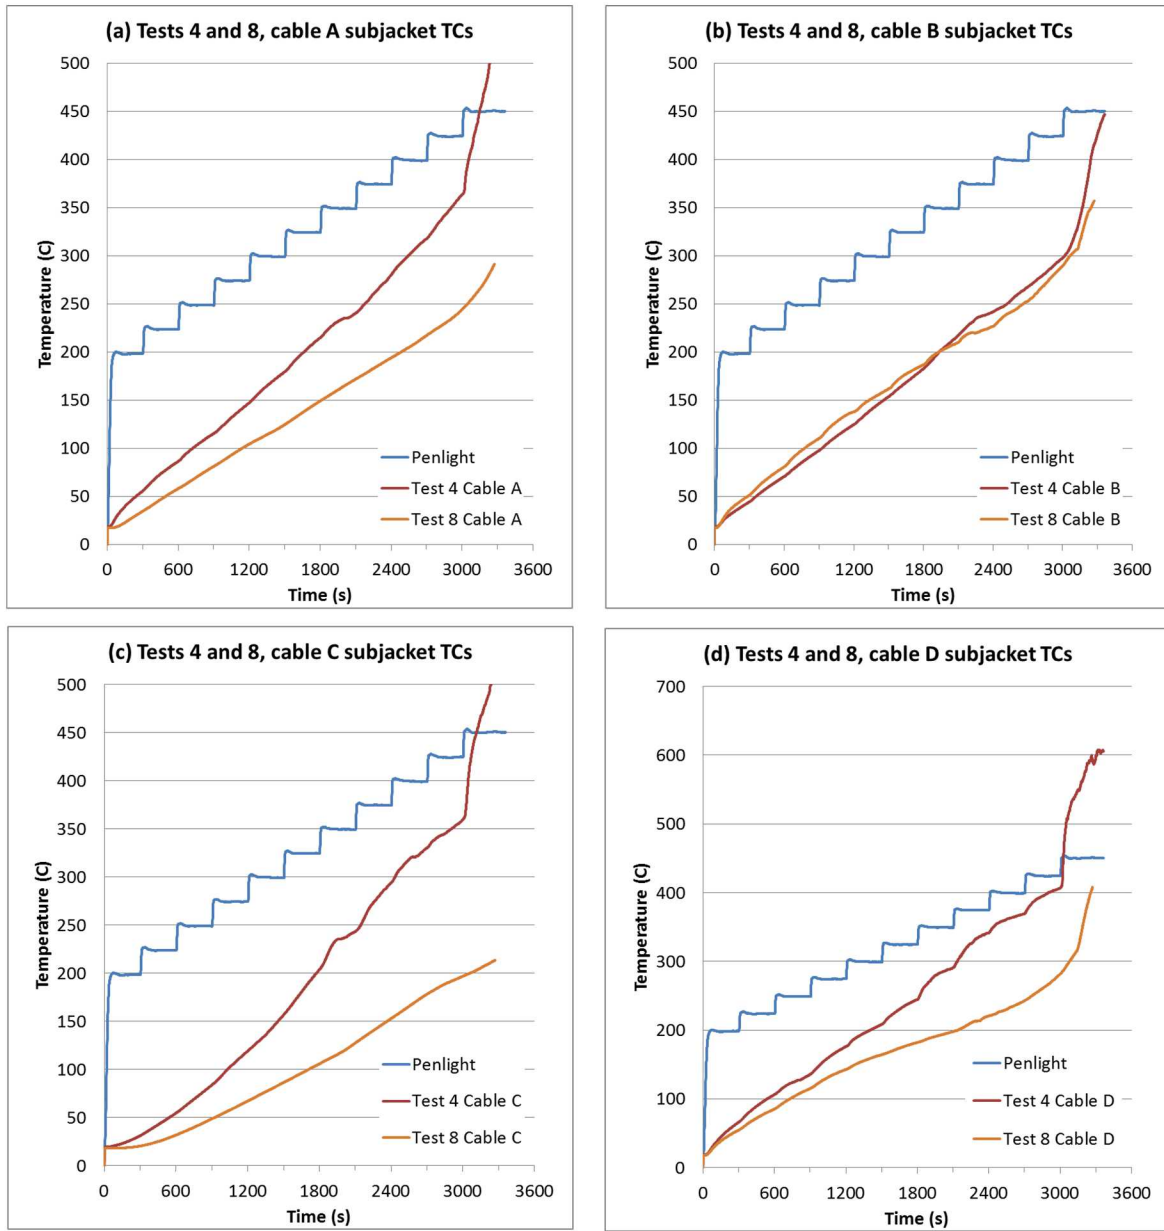 (a) Tests 4 and 8, cable A subjacket TCs
500
450
400
350
300
250
200
150
100
50
0
Temperature (C)
Penlight
Test 4 Cable A
Test 8 Cable A
0 600 1200 1800 2400 3000 3600
Time (s)
(b) Tests 4 and 8, cable B subjacket TCs
500
450
400
350
300
250
200
150
100
50
0
Temperature (C)
Penlight
Test 4 Cable B
Test 8 Cable B
0 600 1200 1800 2400 3000 3600
Time (s)
(c) Tests 4 and 8, cable C subjacket TCs
500
450
400
350
300
250
200
150
100
50
0
Temperature (C)
Penlight
Test 4 Cable C
Test 8 Cable C
0 600 1200 1800 2400 3000 3600
Time (s)
(d) Tests 4 and 8, cable D subjacket TCs
700
600
500
400
300
200
100
0
Temperature (C)
Penlight
Test 4 Cable D
Test 8 Cable D
0 600 1200 1800 2400 3000 3600
Time (s)